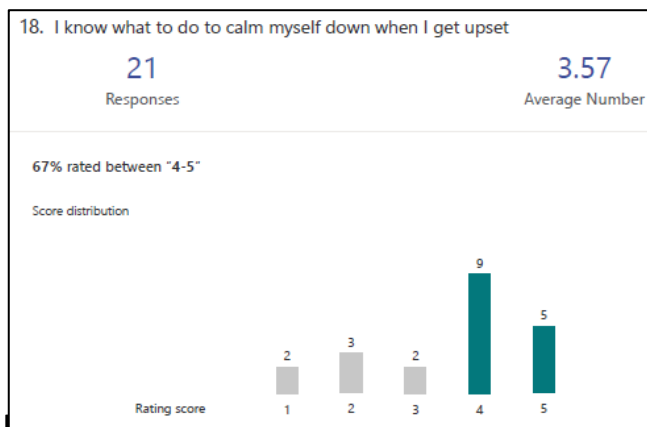 18. I know what to do to calm myself down when I get upset
21 3.57
Responses Average Number
67% rated between "4-5"
Score distribution
2 3 2 9 5
Rating score 1 2 3 4 5